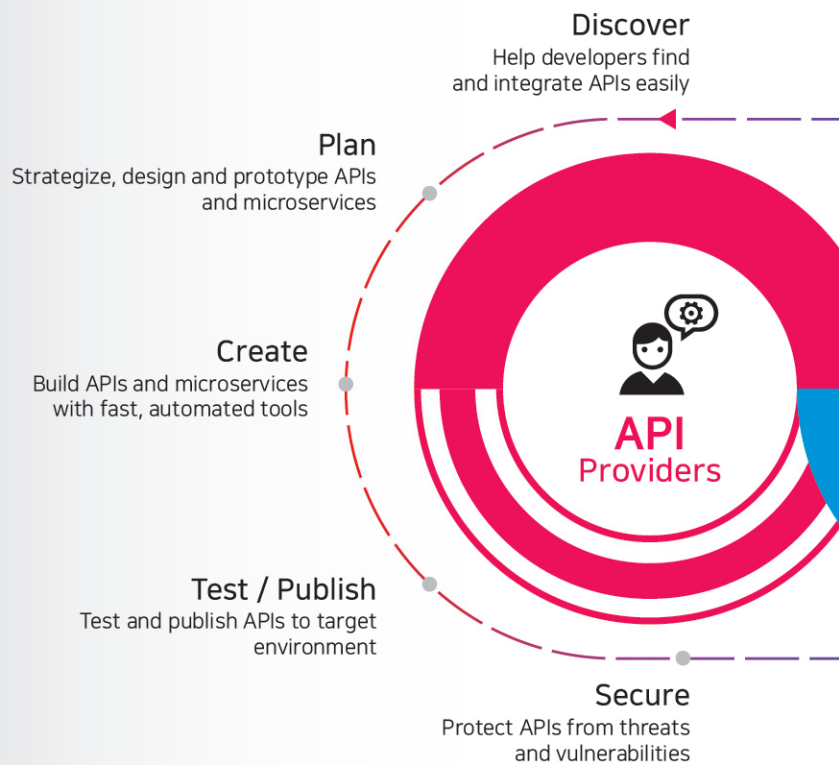 Discover
Help developers find
and integrate APIs easily
Plan
Strategize, design and prototype APIs
and microservices
Create
Build APIs and microservices
with fast, automated tools
API
Providers
Test / Publish
Test and publish APIs to target
environment
Secure
Protect APIs from threats
and vulnerabilities